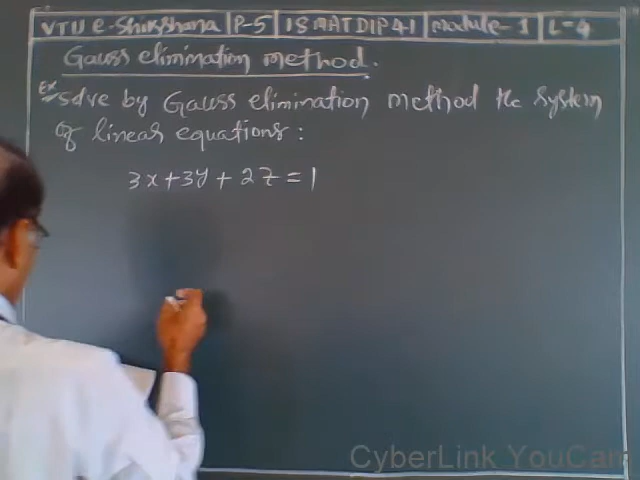 VTU e-Shikshana | P-5 | 18MATDIP41 | Module-1 | L-4
Gauss elimination method.
Ex Solve by Gauss elimination method the system
of linear equations:
3x+3y+2z=1
CyberLink YouCam